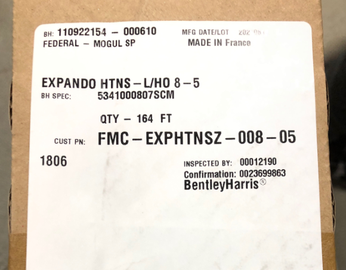 BH: 110922154 - 000610
MFG DATE/LOT
FEDERAL - MOGUL SP
MADE IN France
EXPANDO HTNS - L/HO 8 - 5
BH SPEC: 5341000807SCM
QTY - 164 FT
CUST PN: FMC - EXPHTNSZ - 008 - 05
1806
INSPECTED BY: 00012190
Confirmation: 0023699863
BentleyHarris®